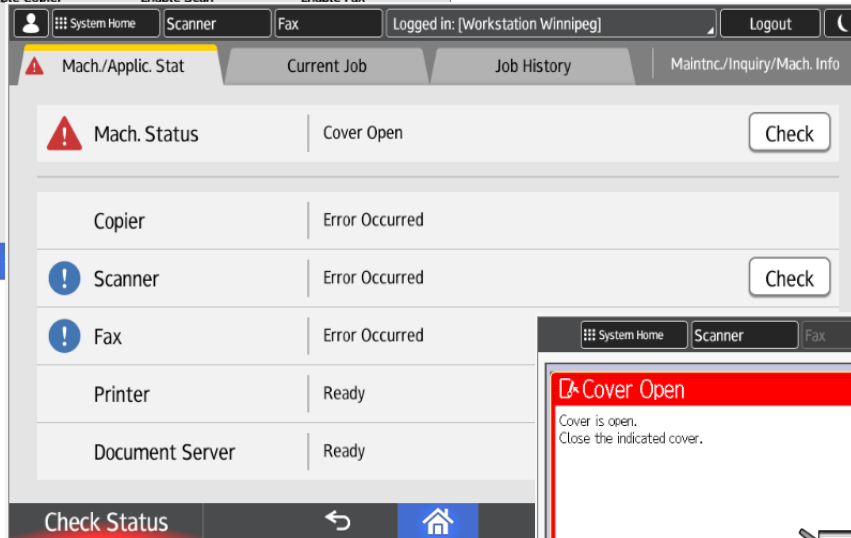 System Home Scanner Fax Logged in: [Workstation Winnipeg] Logout
Mach./Applic. Stat Current Job Job History Maintnc./Inquiry/Mach. Info
Mach. Status Cover Open Check
Copier Error Occurred
Scanner Error Occurred Check
Fax Error Occurred
Printer Ready
Document Server Ready
Check Status
System Home Scanner Fax
Cover Open
Cover is open.
Close the indicated cover.